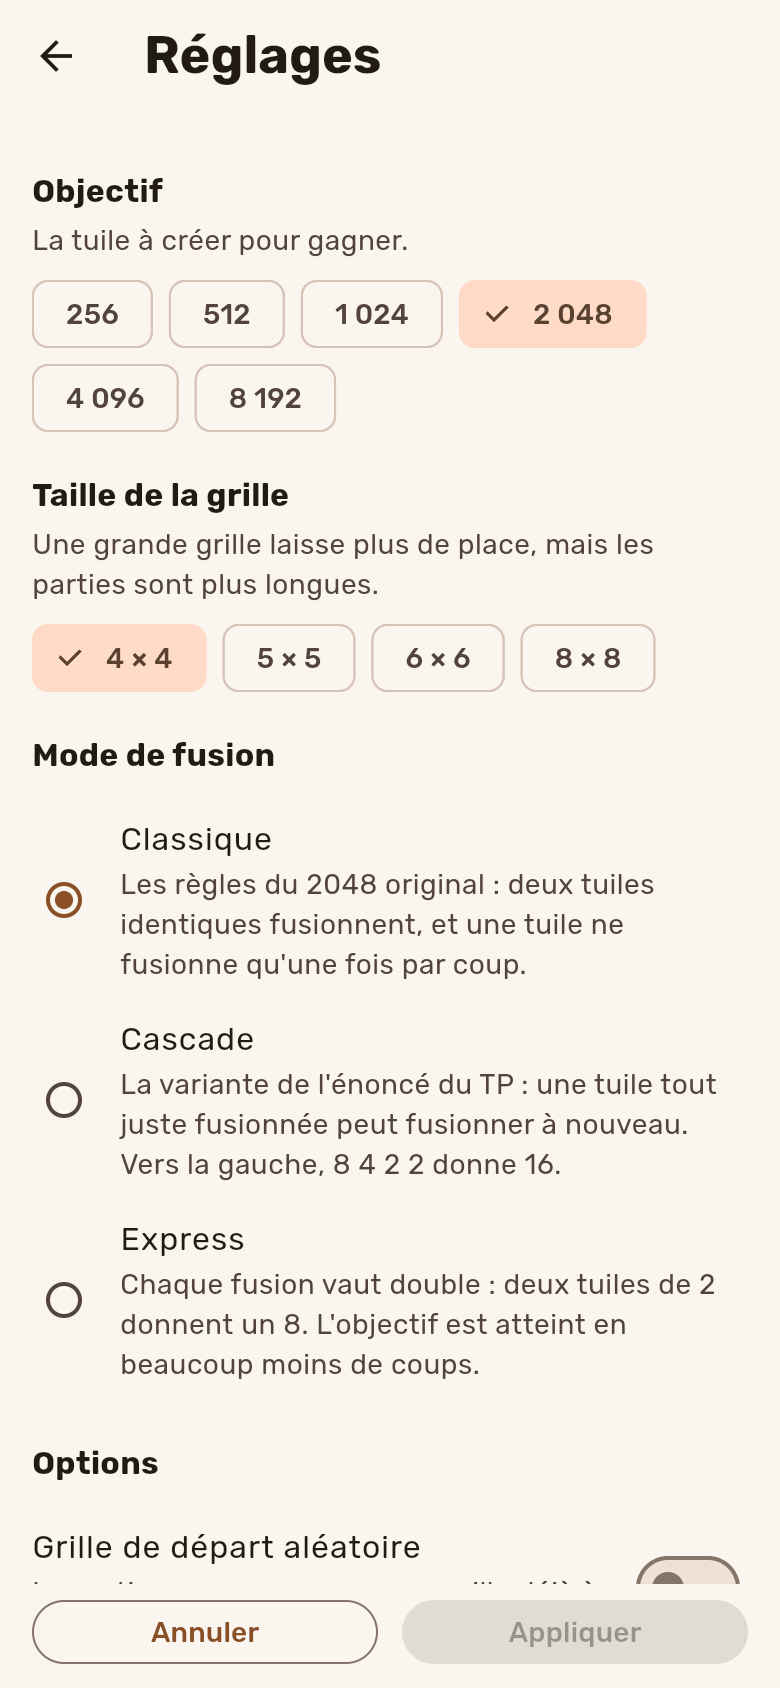 Réglages
Objectif
La tuile à créer pour gagner.
256 512 1 024 2 048
4 096 8 192
Taille de la grille
Une grande grille laisse plus de place, mais les
parties sont plus longues.
4 × 4 5 × 5 6 × 6 8 × 8
Mode de fusion
Classique
Les règles du 2048 original : deux tuiles
identiques fusionnent, et une tuile ne
fusionne qu'une fois par coup.
Cascade
La variante de l'énoncé du TP : une tuile tout
juste fusionnée peut fusionner à nouveau.
Vers la gauche, 8 4 2 2 donne 16.
Express
Chaque fusion vaut double : deux tuiles de 2
donnent un 8. L'objectif est atteint en
beaucoup moins de coups.
Options
Grille de départ aléatoire
Annuler Appliquer